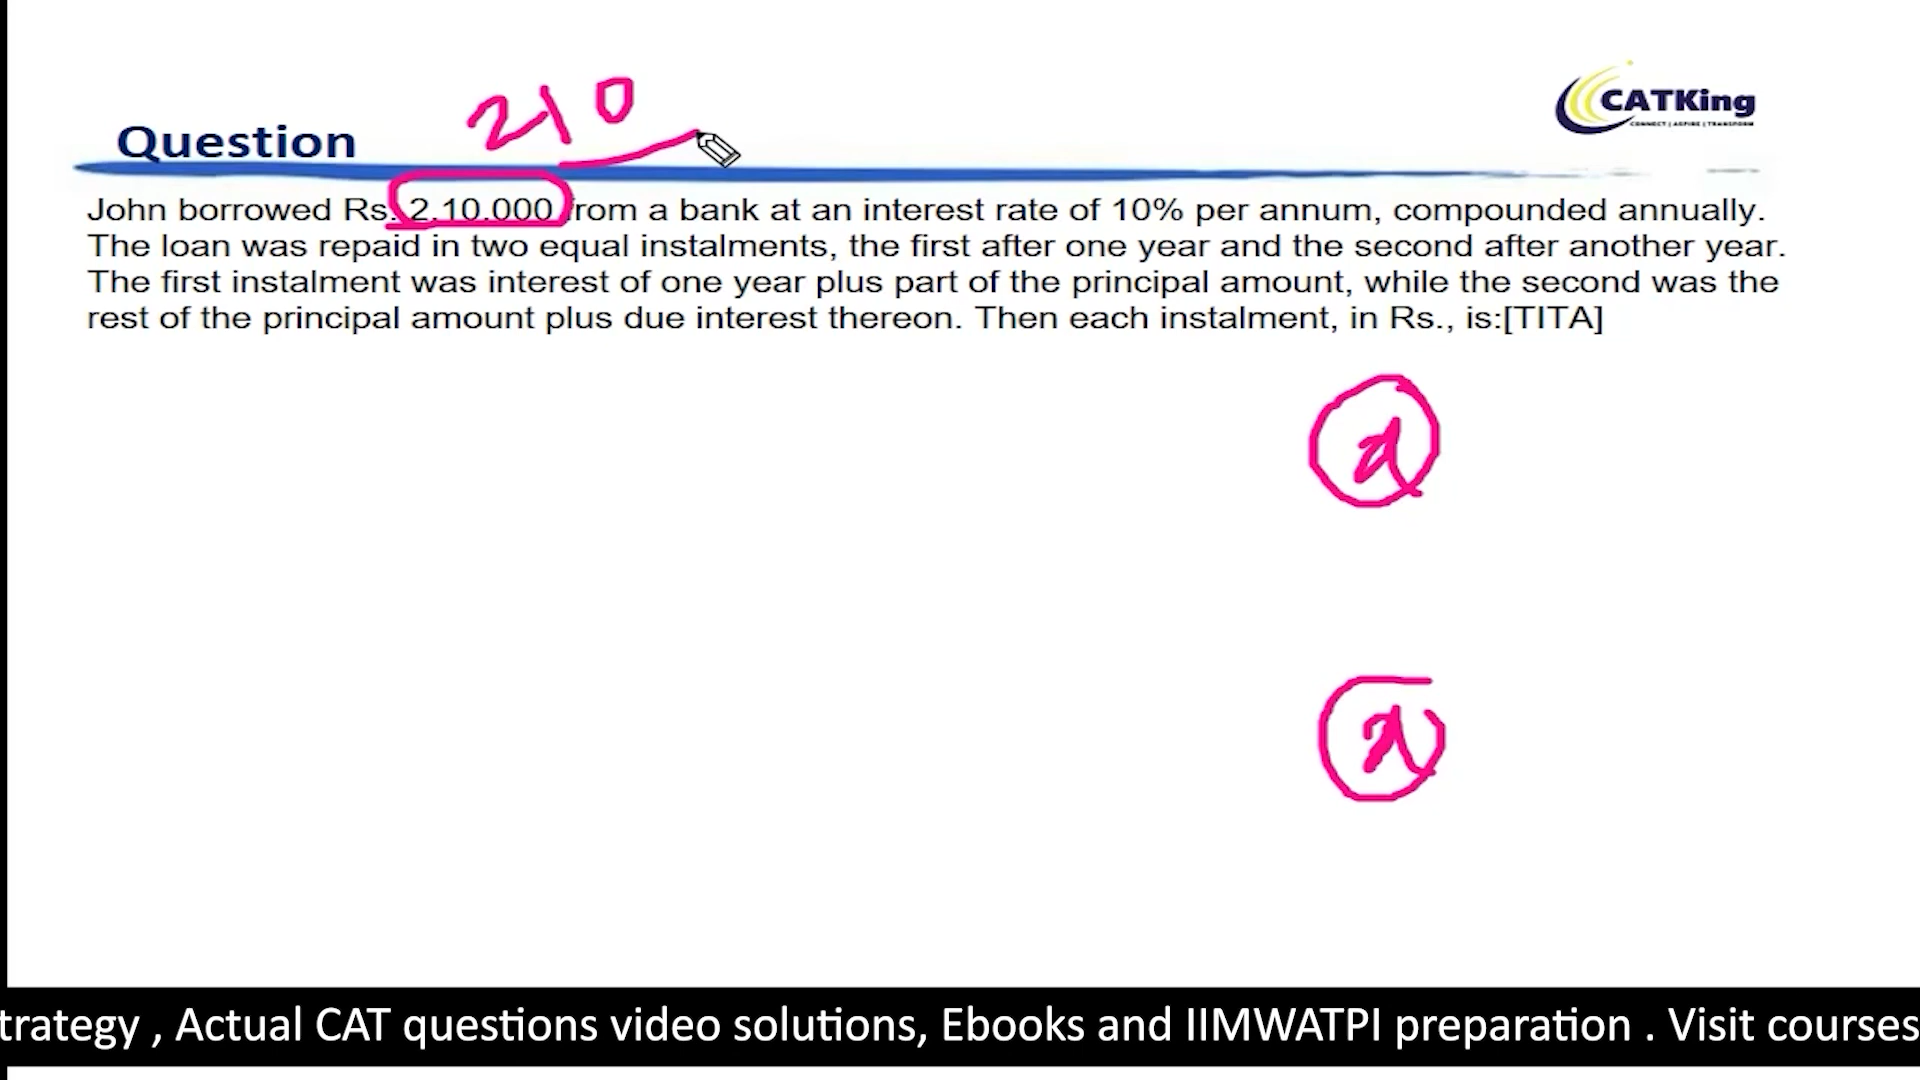 210
CATKing
CONNECT | ASPIRE | TRANSFORM
Question
John borrowed Rs. 2,10,000 from a bank at an interest rate of 10% per annum, compounded annually.
The loan was repaid in two equal instalments, the first after one year and the second after another year.
The first instalment was interest of one year plus part of the principal amount, while the second was the
rest of the principal amount plus due interest thereon. Then each instalment, in Rs., is:[TITA]
x
x
trategy , Actual CAT questions video solutions, Ebooks and IIMWATPI preparation . Visit courses